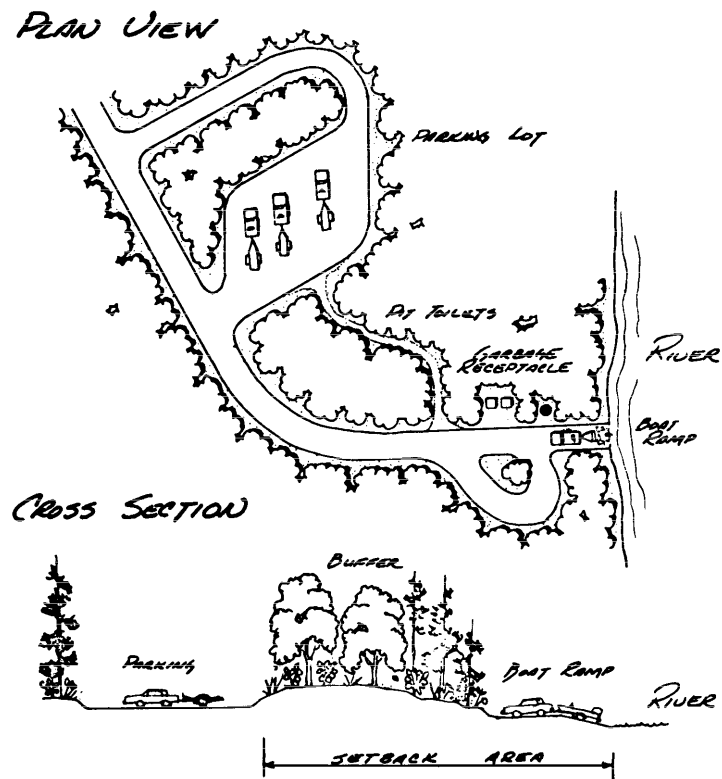 PLAN VIEW
PARKING LOT
PIT TOILETS
GARBAGE
RECEPTACLE
RIVER
BOAT
RAMP
CROSS SECTION
BUFFER
PARKING
BOAT RAMP
RIVER
SETBACK AREA